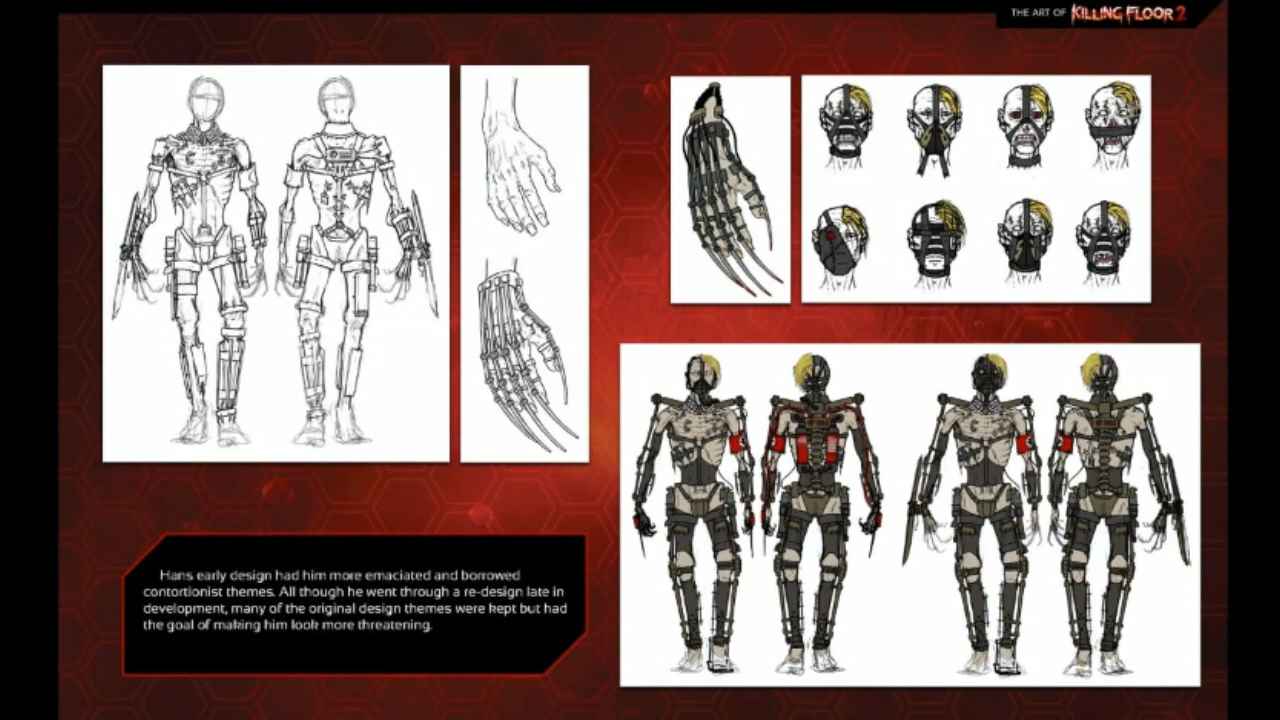 THE ART OF KILLING FLOOR 2
Hans early design had him more emaciated and borrowed
contortionist themes. All though he went through a re-design late in
development, many of the original design themes were kept but had
the goal of making him look more threatening.